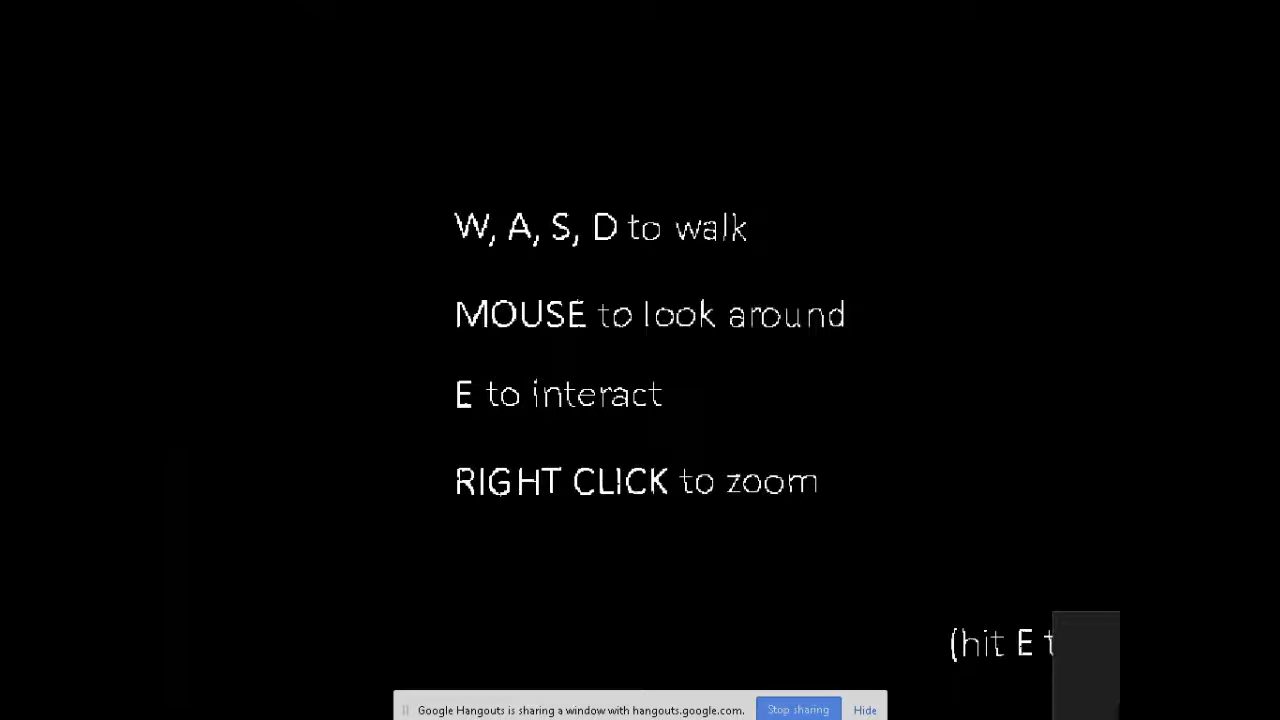 W, A, S, D to walk
MOUSE to look around
E to interact
RIGHT CLICK to zoom
(hit E
Google Hangouts is sharing a window with hangouts.google.com. Stop sharing Hide